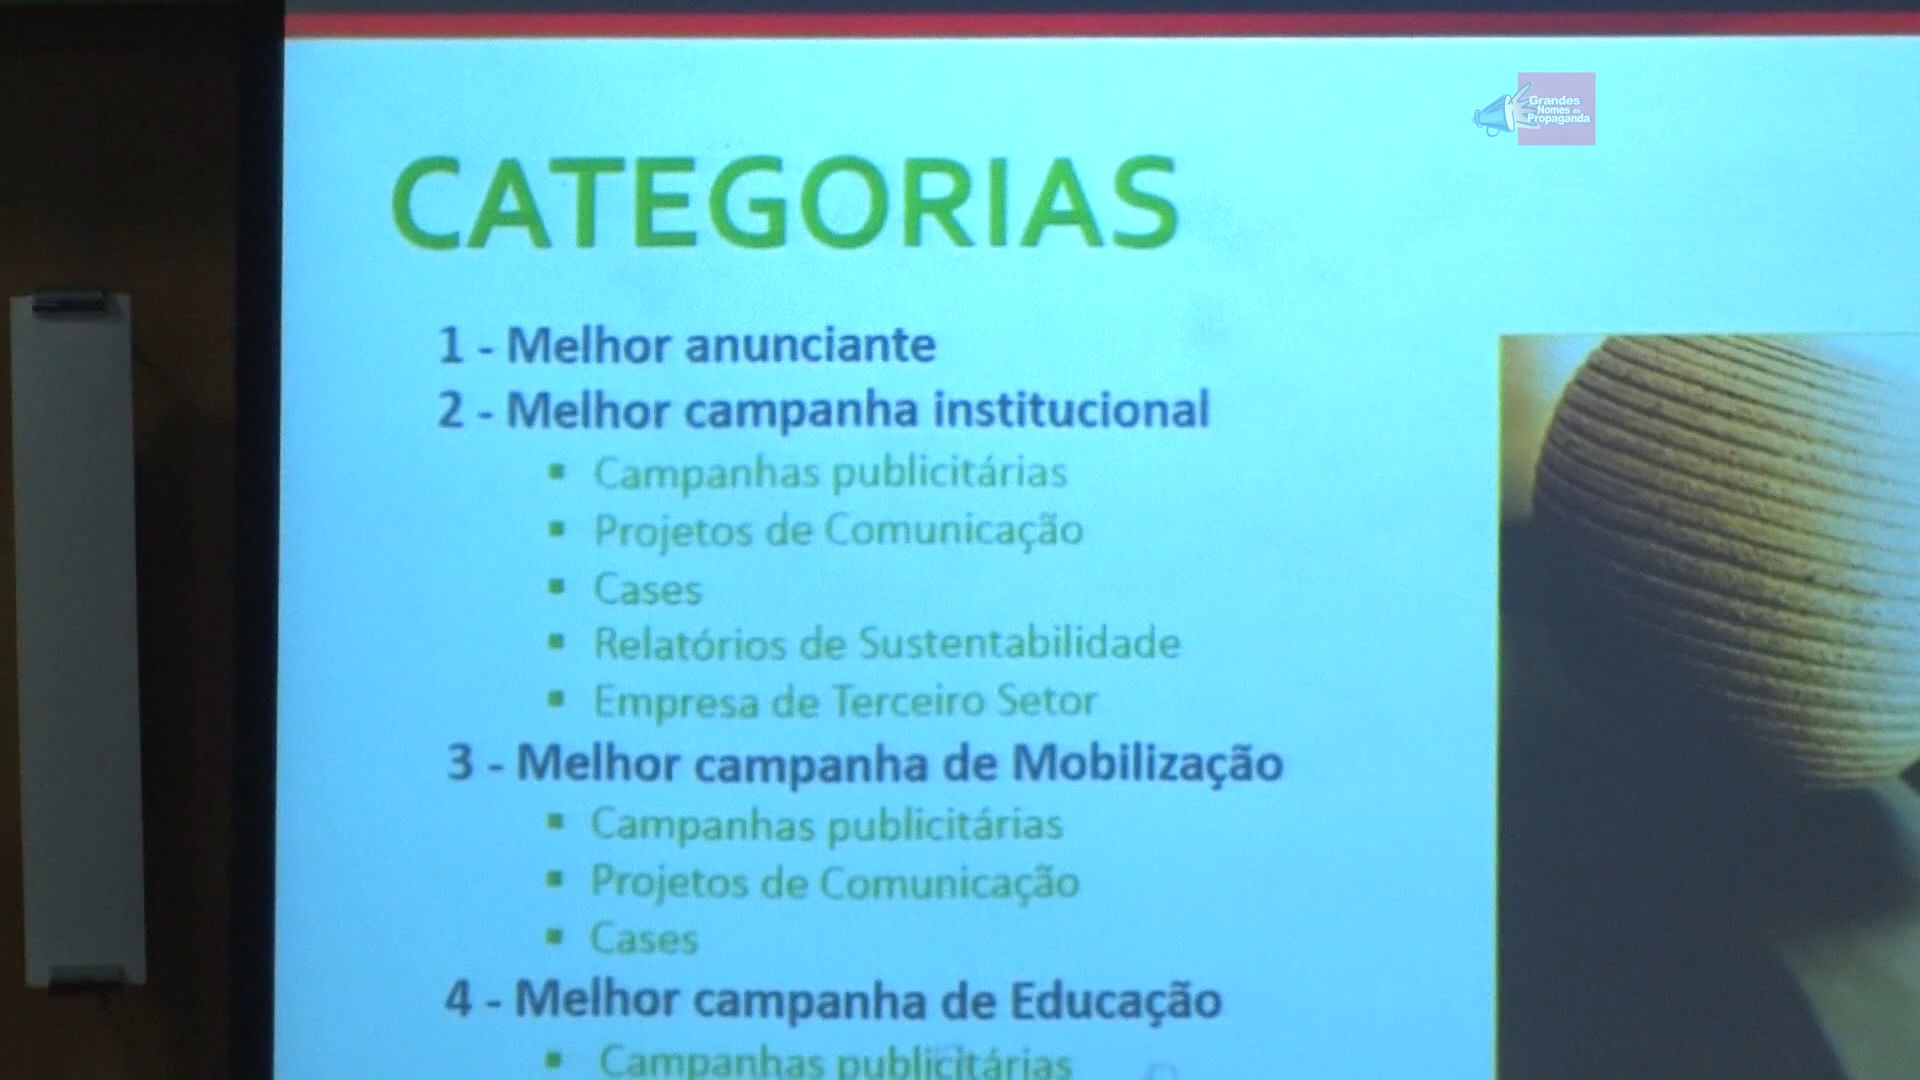 Grandes
Nomes da
Propaganda
CATEGORIAS
1 - Melhor anunciante
2 - Melhor campanha institucional
▪ Campanhas publicitárias
▪ Projetos de Comunicação
▪ Cases
▪ Relatórios de Sustentabilidade
▪ Empresa de Terceiro Setor
3 - Melhor campanha de Mobilização
▪ Campanhas publicitárias
▪ Projetos de Comunicação
▪ Cases
4 - Melhor campanha de Educação
▪ Campanhas publicitárias